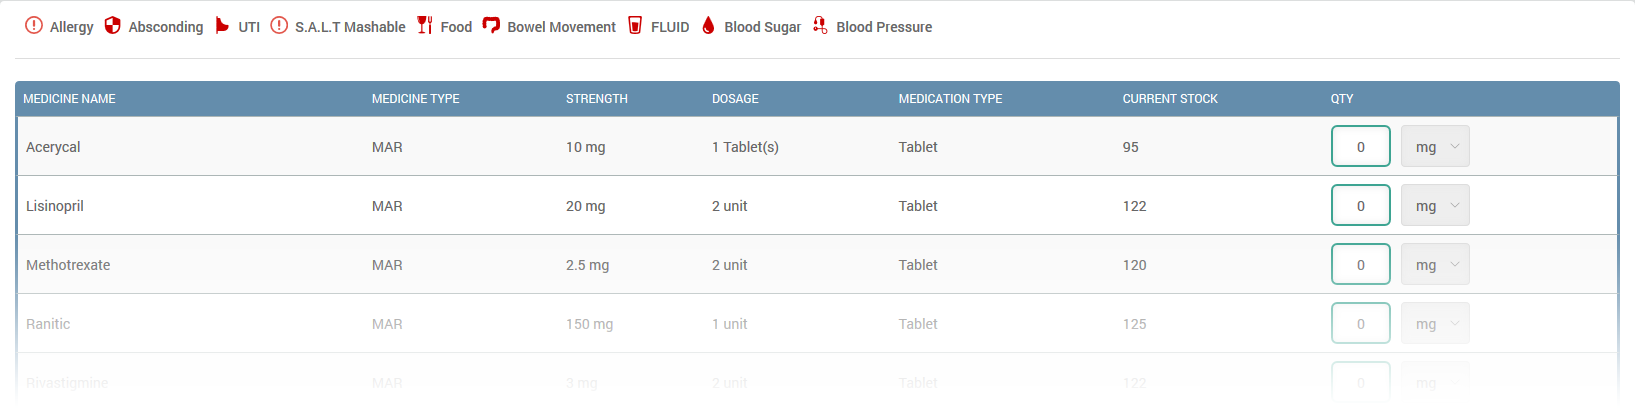 Allergy Absconding UTI S.A.L.T Mashable Food Bowel Movement FLUID Blood Sugar Blood Pressure
MEDICINE NAME MEDICINE TYPE STRENGTH DOSAGE MEDICATION TYPE CURRENT STOCK QTY
Acerycal MAR 10 mg 1 Tablet(s) Tablet 95 0 mg
Lisinopril MAR 20 mg 2 unit Tablet 122 0 mg
Methotrexate MAR 2.5 mg 2 unit Tablet 120 0 mg
Ranitic MAR 150 mg 1 unit Tablet 125 0 mg
Rivastigmine MAR 3 mg 2 unit Tablet 122 0 mg